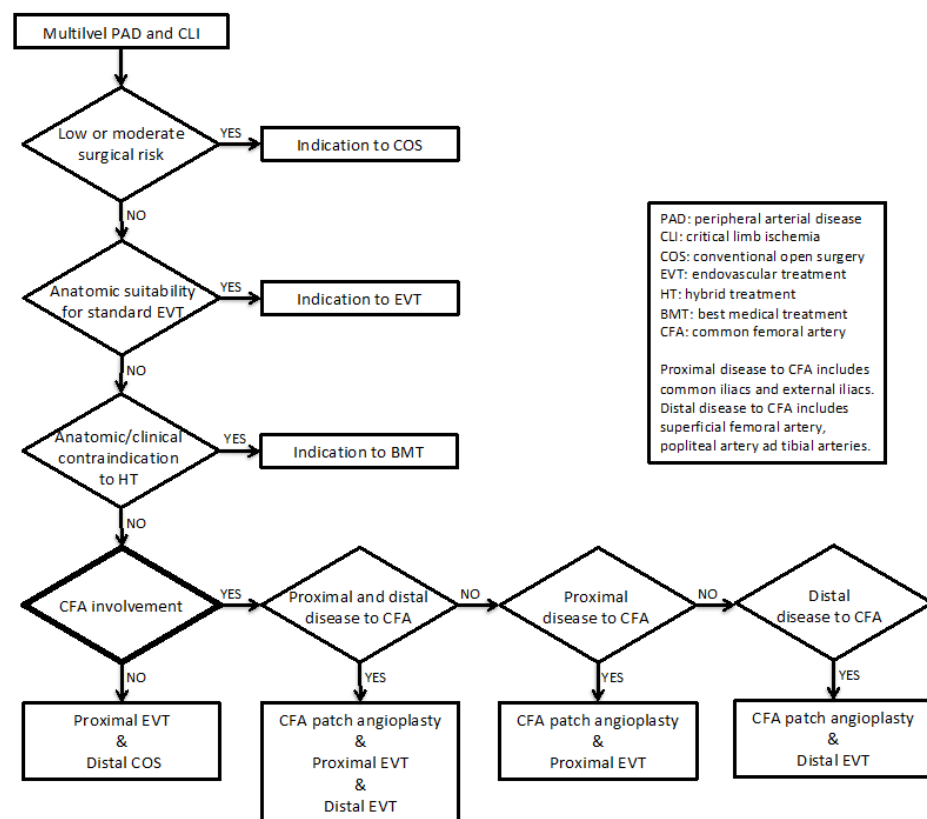 Multilvel PAD and CLI
Low or moderate
surgical risk
YES
Indication to COS
NO
Anatomic suitability
for standard EVT
YES
Indication to EVT
NO
Anatomic/clinical
contraindication
to HT
YES
Indication to BMT
NO
PAD: peripheral arterial disease
CLI: critical limb ischemia
COS: conventional open surgery
EVT: endovascular treatment
HT: hybrid treatment
BMT: best medical treatment
CFA: common femoral artery
Proximal disease to CFA includes
common iliacs and external iliacs.
Distal disease to CFA includes
superficial femoral artery,
popliteal artery ad tibial arteries.
CFA involvement
YES
Proximal and distal
disease to CFA
NO
Proximal
disease to CFA
NO
Distal
disease to CFA
NO
YES
YES
YES
Proximal EVT
&
Distal COS
CFA patch angioplasty
&
Proximal EVT
&
Distal EVT
CFA patch angioplasty
&
Proximal EVT
CFA patch angioplasty
&
Distal EVT